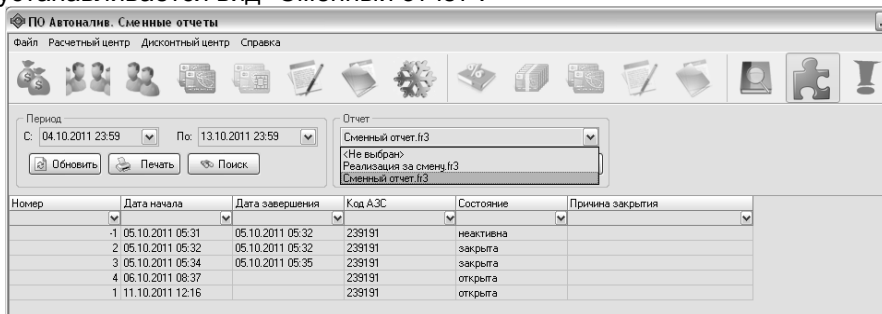 устанавливается вид "Сменный отчет".
ПО Автоналив. Сменные отчеты
Файл Расчетный центр Дисконтный центр Справка
Период
С: 04.10.2011 23:59 По: 13.10.2011 23:59
Обновить Печать Поиск
Отчет
Сменный отчет.fr3
<Не выбран>
Реализация за смену.fr3
Сменный отчет.fr3
Номер Дата начала Дата завершения Код АЗС Состояние Причина закрытия
-1 05.10.2011 05:31 05.10.2011 05:32 239191 неактивна
2 05.10.2011 05:32 05.10.2011 05:32 239191 закрыта
3 05.10.2011 05:34 05.10.2011 05:35 239191 закрыта
4 06.10.2011 08:37 239191 открыта
1 11.10.2011 12:16 239191 открыта